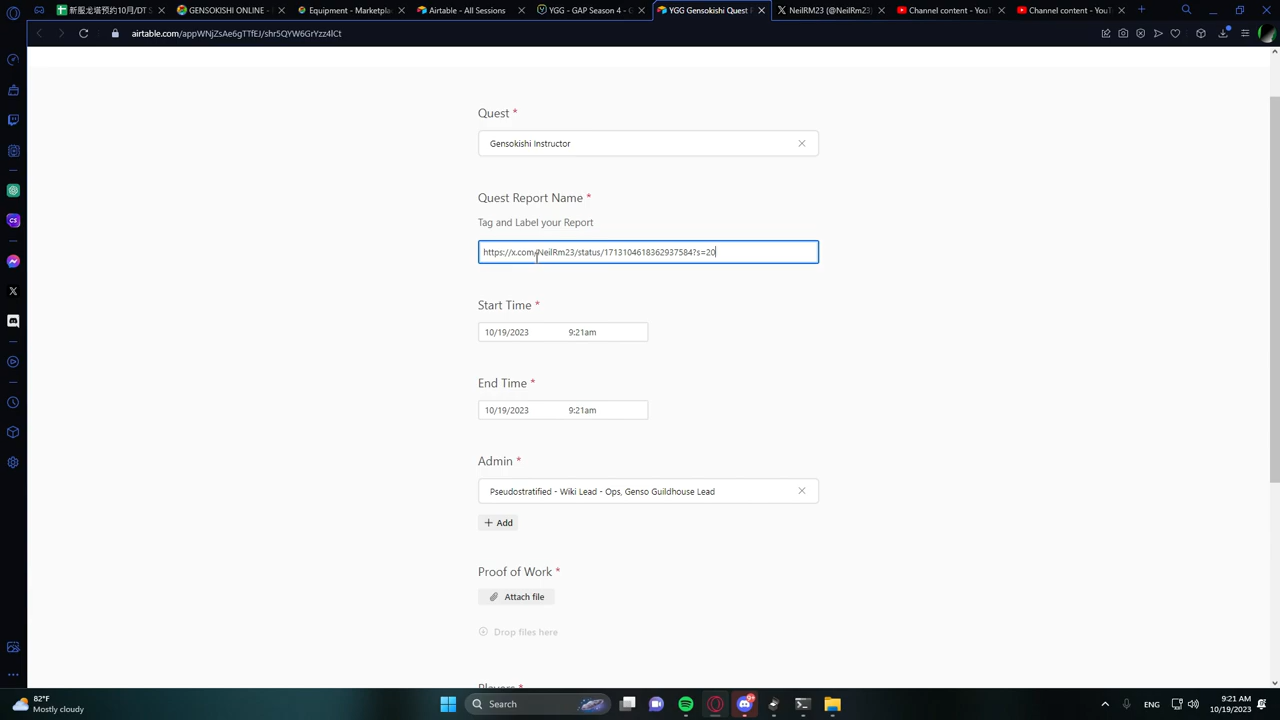 新服龙塔预约10月/DT S
GENSOKISHI ONLINE -
Equipment - Marketpla
Airtable - All Sessions
YGG - GAP Season 4 - G
YGG Gensokishi Quest
NeilRM23 (@NeilRM23)
Channel content - YouT
Channel content - YouT
airtable.com/appWNjZsAe6gTTfEJ/shr5QYW6GrYzz4lCt
Quest *
Gensokishi Instructor
Quest Report Name *
Tag and Label your Report
https://x.com/NeilRm23/status/1713104618362937584?s=20
Start Time *
10/19/2023 9:21am
End Time *
10/19/2023 9:21am
Admin *
Pseudostratified - Wiki Lead - Ops, Genso Guildhouse Lead
+ Add
Proof of Work *
Attach file
Drop files here
Players *
82°F
Mostly cloudy
Search
ENG
9:21 AM
10/19/2023